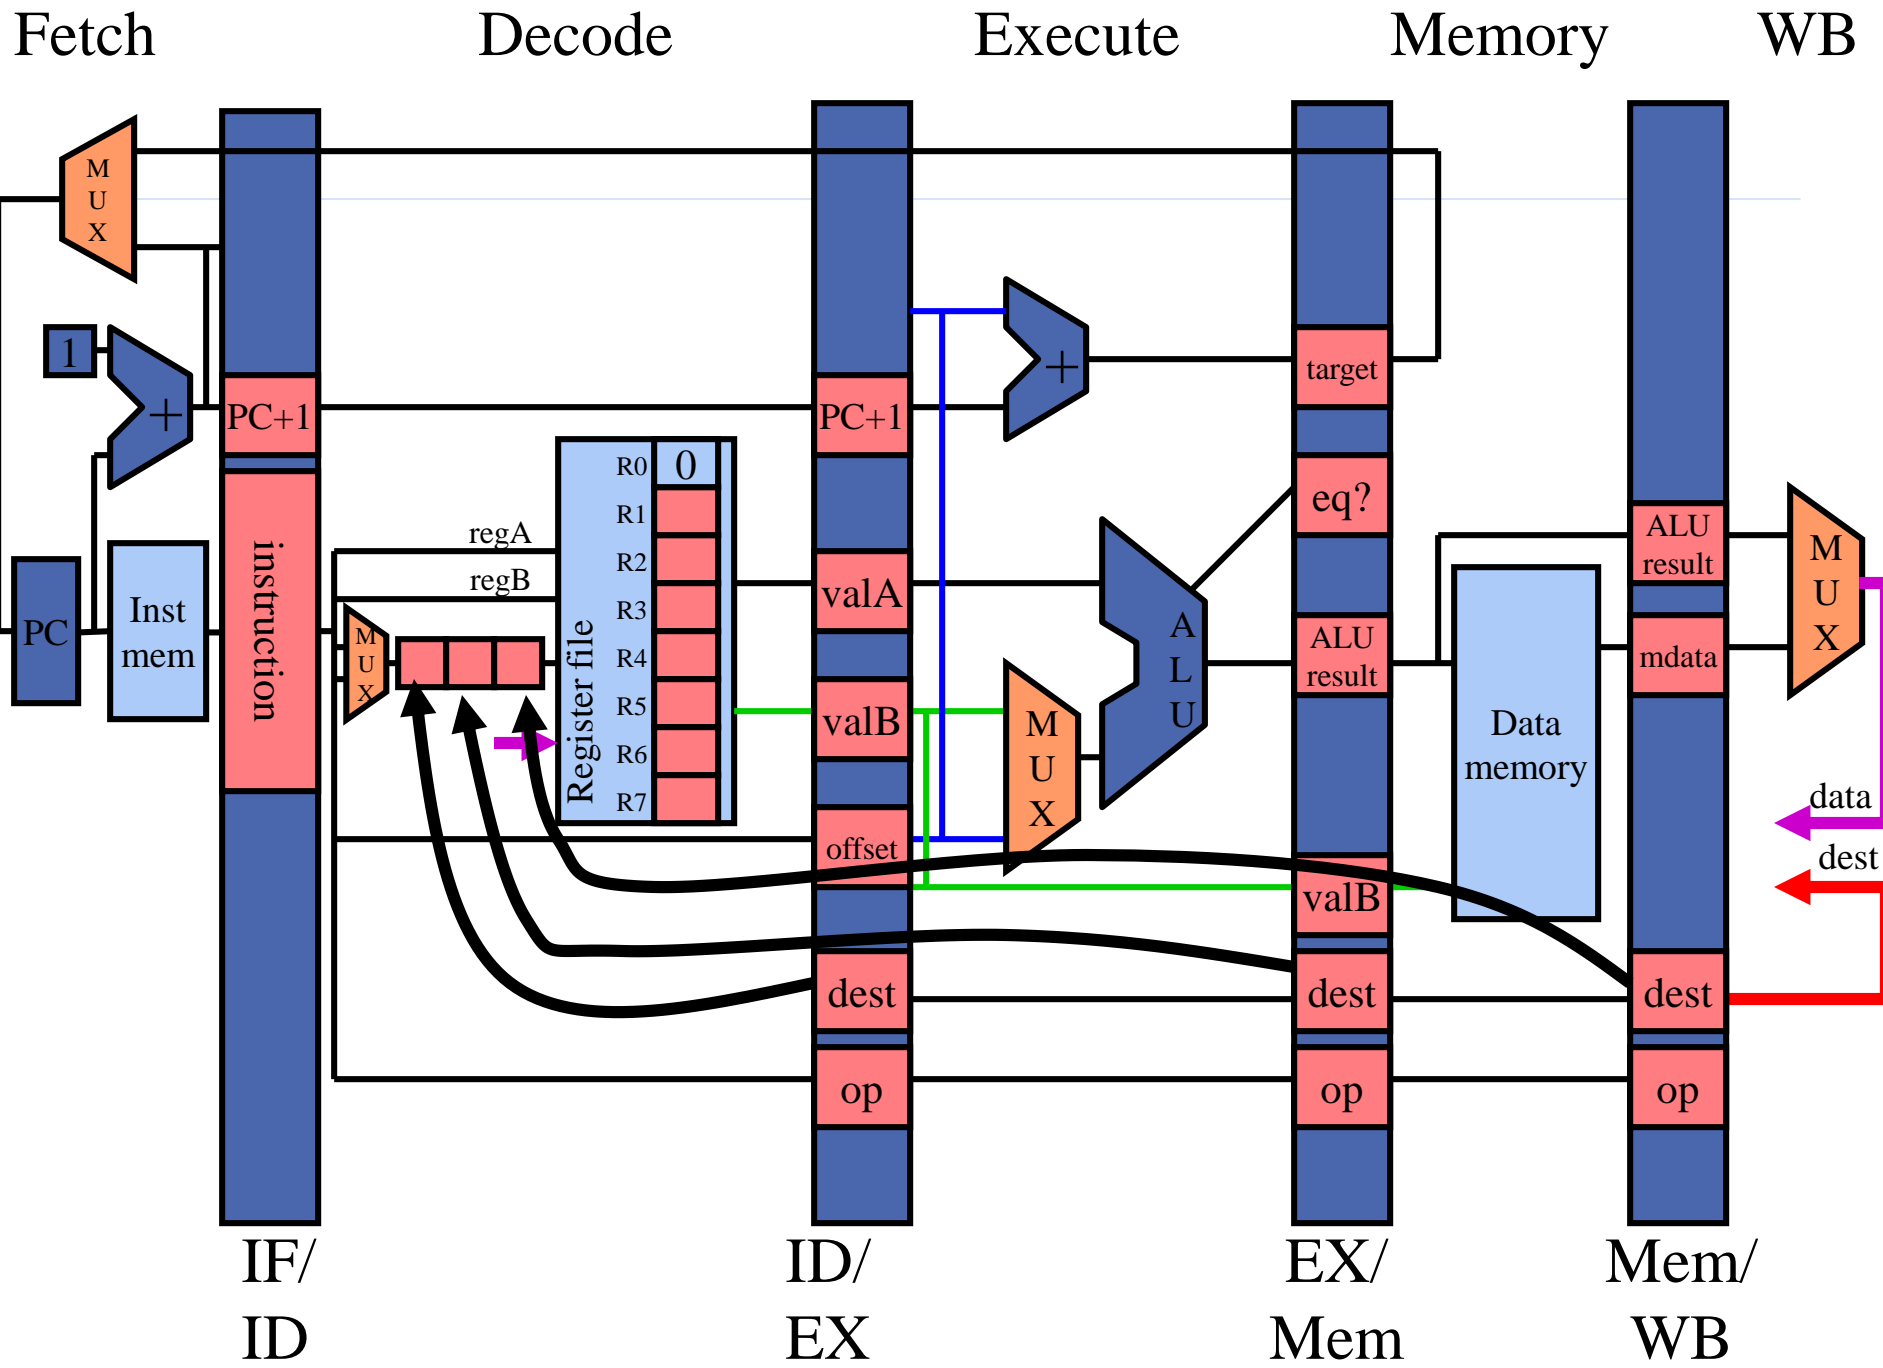 Fetch
Decode
Execute
Memory
WB
M
U
X
1
+
PC+1
PC
Inst
mem
instruction
M
U
X
regA
regB
Register file
R0
0
R1
R2
R3
R4
R5
R6
R7
PC+1
valA
valB
offset
dest
op
+
M
U
X
A
L
U
target
eq?
ALU
result
valB
dest
op
Data
memory
ALU
result
mdata
dest
op
M
U
X
data
dest
IF/
ID
ID/
EX
EX/
Mem
Mem/
WB